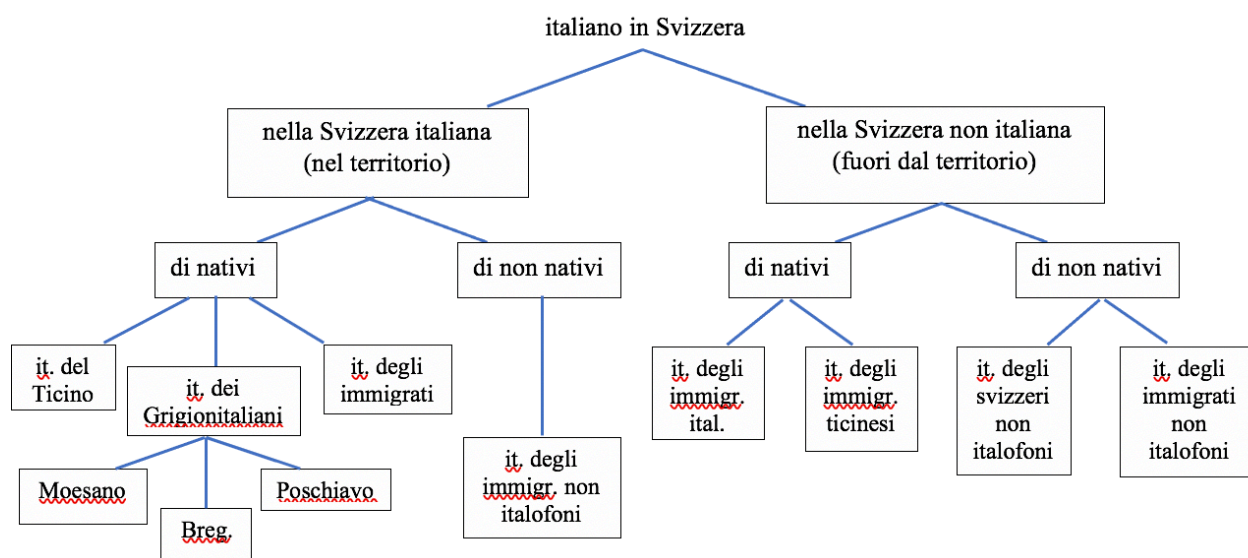 italiano in Svizzera
nella Svizzera italiana
(nel territorio)
nella Svizzera non italiana
(fuori dal territorio)
di nativi
di non nativi
di nativi
di non nativi
it. del
Ticino
it. dei
Grigionitaliani
it. degli
immigrati
it. degli
immigr.
ital.
it. degli
immigr.
ticinesi
it. degli
svizzeri
non
italofoni
it. degli
immigrati
non
italofoni
Moesano
Breg.
Poschiavo
it. degli
immigr. non
italofoni